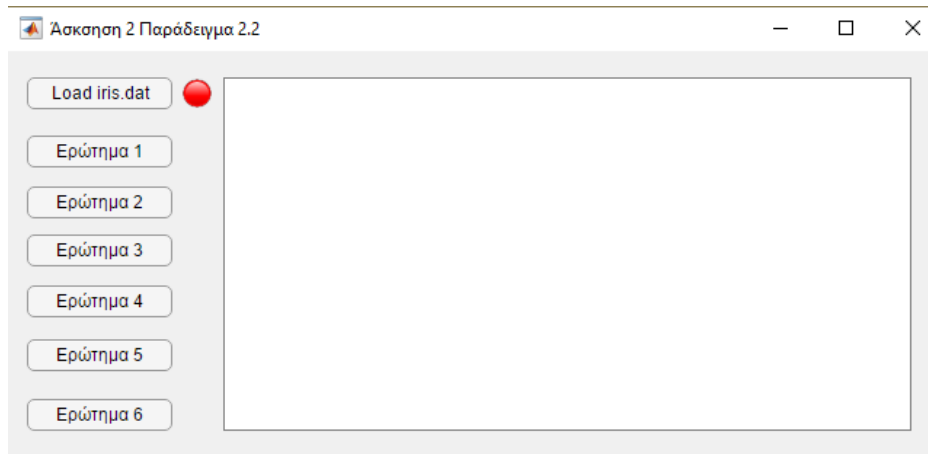 Άσκσηση 2 Παράδειγμα 2.2
Load iris.dat
Ερώτημα 1
Ερώτημα 2
Ερώτημα 3
Ερώτημα 4
Ερώτημα 5
Ερώτημα 6